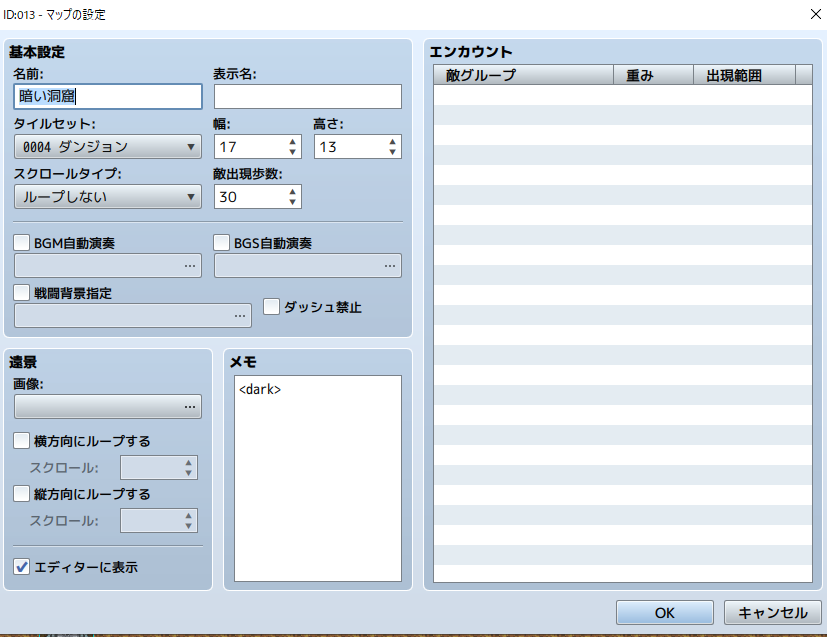 ID:013 - マップの設定
基本設定
名前:
表示名:
暗い洞窟
タイルセット:
幅:
高さ:
0004 ダンジョン
17
13
スクロールタイプ:
敵出現歩数:
ループしない
30
BGM自動演奏
BGS自動演奏
...
...
戦闘背景指定
...
ダッシュ禁止
遠景
画像:
...
横方向にループする
スクロール:
縦方向にループする
スクロール:
エディターに表示
メモ
<dark>
エンカウント
敵グループ 重み 出現範囲
OK
キャンセル